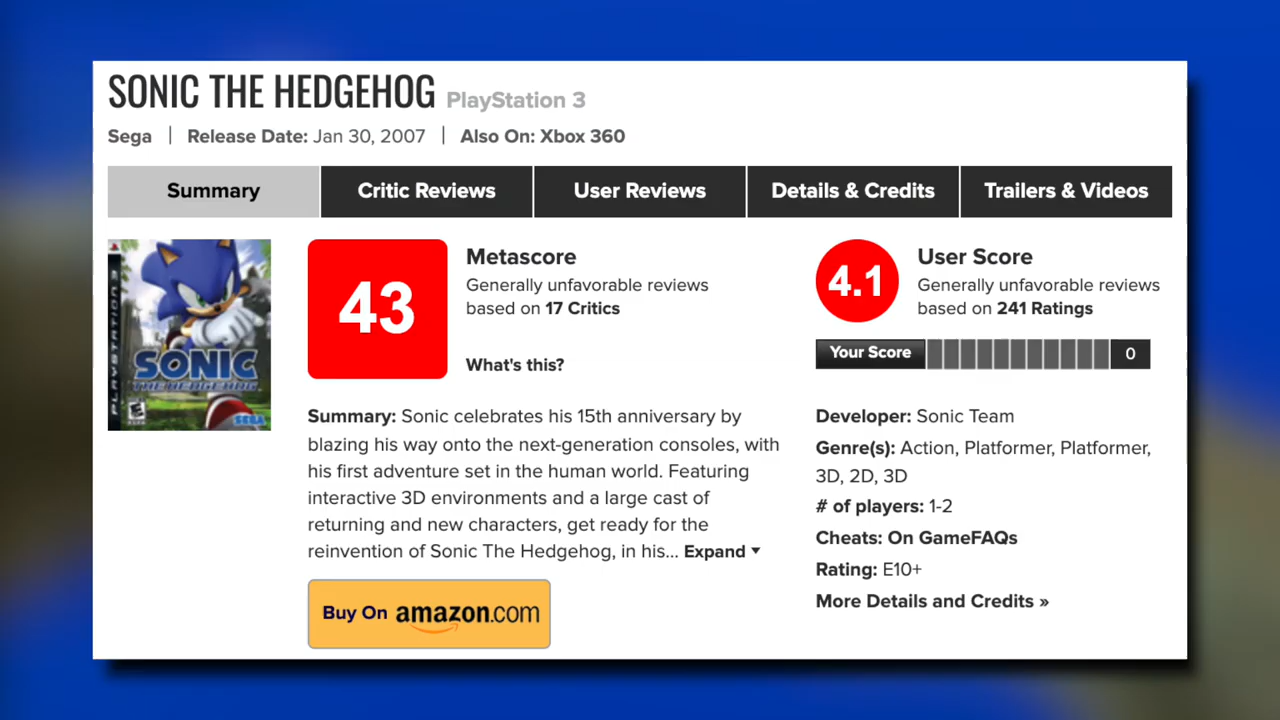 SONIC THE HEDGEHOG PlayStation 3
Sega | Release Date: Jan 30, 2007 | Also On: Xbox 360
Summary Critic Reviews User Reviews Details & Credits Trailers & Videos
PLAYSTATION 3
SONIC
THE HEDGEHOG
E
SEGA
43
Metascore
Generally unfavorable reviews
based on 17 Critics
What's this?
4.1
User Score
Generally unfavorable reviews
based on 241 Ratings
Your Score 0
Summary: Sonic celebrates his 15th anniversary by
blazing his way onto the next-generation consoles, with
his first adventure set in the human world. Featuring
interactive 3D environments and a large cast of
returning and new characters, get ready for the
reinvention of Sonic The Hedgehog, in his... Expand
Buy On amazon.com
Developer: Sonic Team
Genre(s): Action, Platformer, Platformer,
3D, 2D, 3D
# of players: 1-2
Cheats: On GameFAQs
Rating: E10+
More Details and Credits »